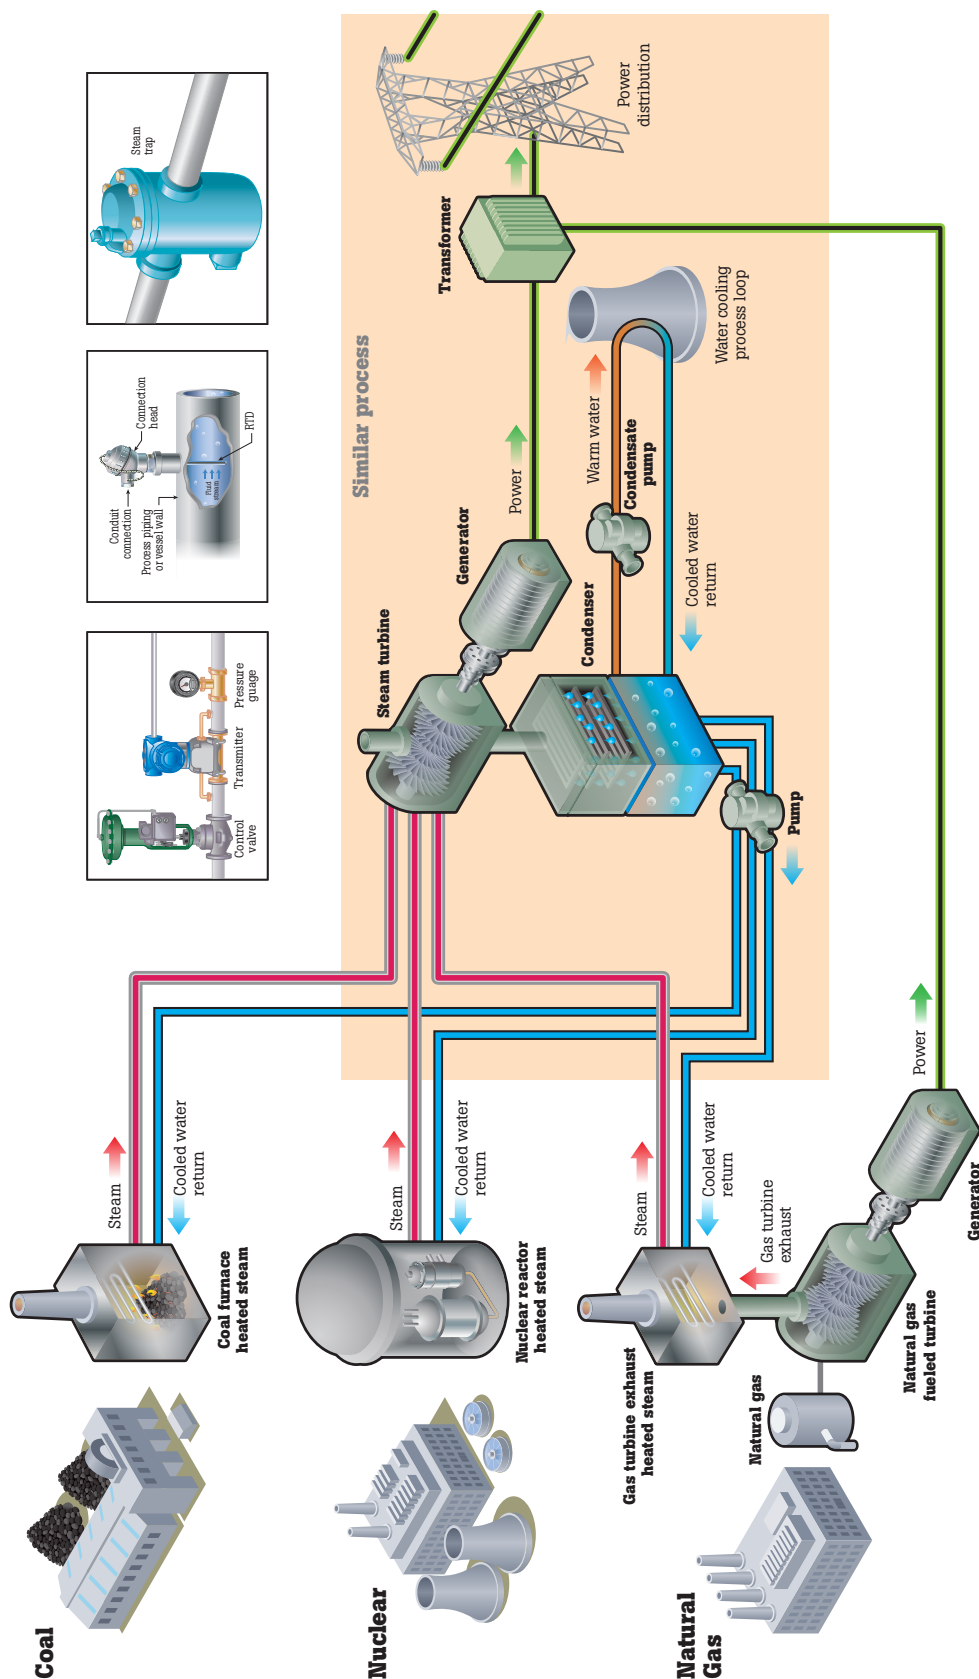 Control
valve
Transmitter
Pressure
guage
Conduit
connection
Process piping
or vessel wall
Connection
head
Fluid
stream
RTD
Steam
trap
Coal
Coal furnace
heated steam
Steam
Cooled water
return
Similar process
Nuclear
Nuclear reactor
heated steam
Steam
Cooled water
return
Steam turbine
Generator
Power
Transformer
Power
distribution
Condenser
Condensate
pump
Warm water
Cooled water
return
Water cooling
process loop
Pump
Natural
Gas
Gas turbine exhaust
heated steam
Steam
Cooled water
return
Natural gas
Gas turbine
exhaust
Natural gas
fueled turbine
Generator
Power